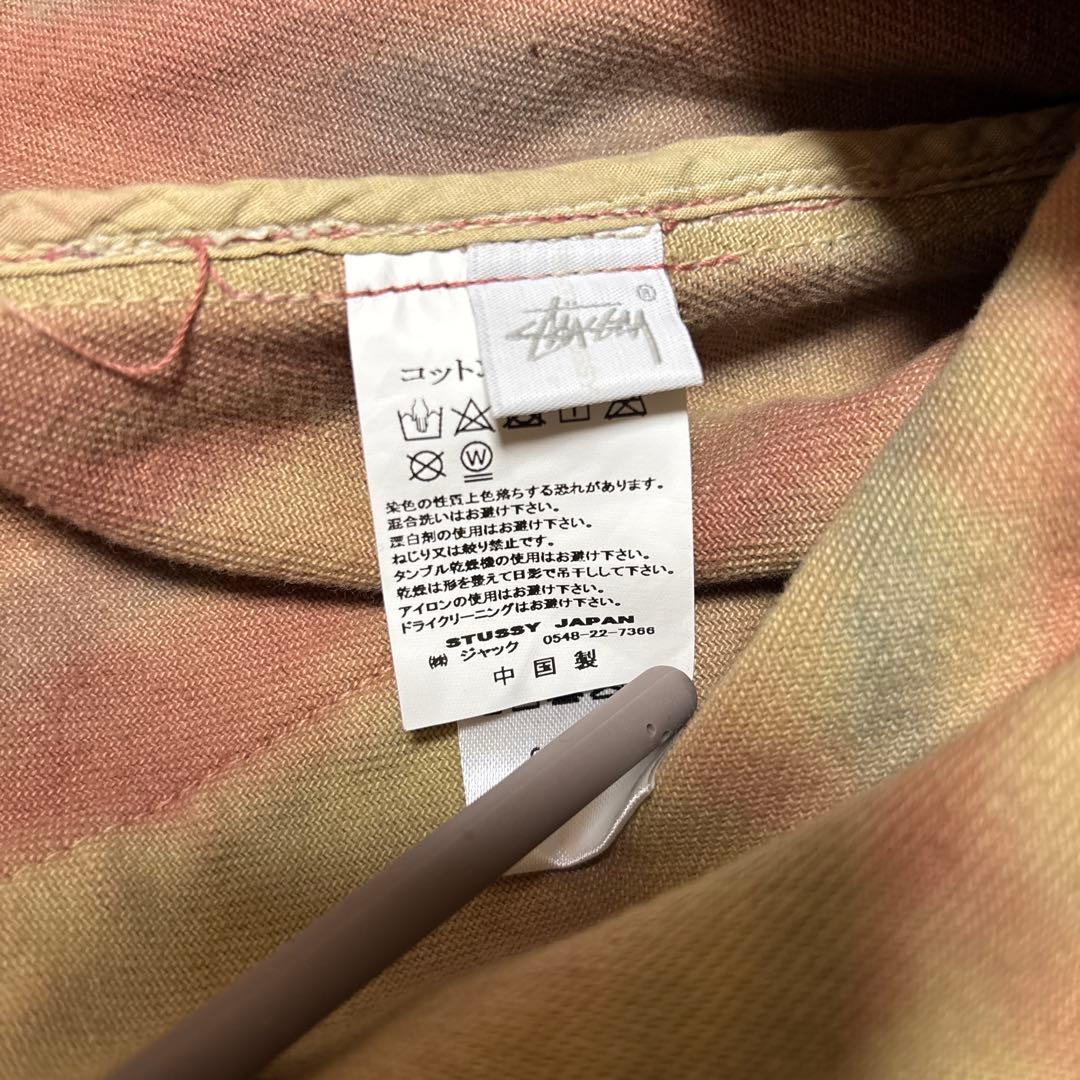 Stüssy ®
コットン
W
染色の性質上色落ちする恐れがあります。
混合洗いはお避け下さい。
漂白剤の使用はお避け下さい。
ねじり又は絞り禁止です。
タンブル乾燥機の使用はお避け下さい。
乾燥は形を整えて日影で吊干しして下さい。
アイロンの使用はお避け下さい。
ドライクリーニングはお避け下さい。
STUSSY JAPAN
㈱ ジャック 0548-22-7366
中国製